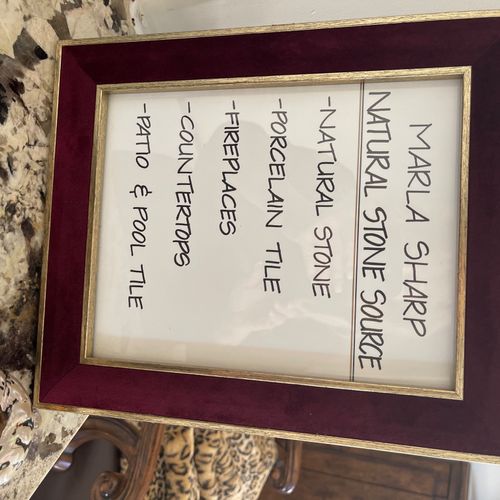 MARLA SHARP
NATURAL STONE SOURCE
-NATURAL STONE
-PORCELAIN TILE
-FIREPLACES
-COUNTERTOPS
-PATIO & POOL TILE